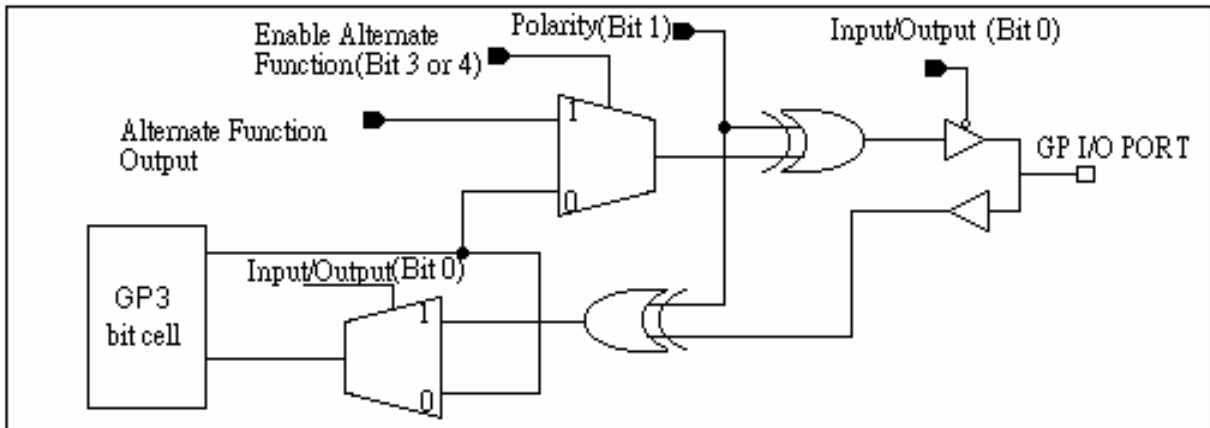 Enable Alternate
Function(Bit 3 or 4)
Polarity(Bit 1)
Input/Output (Bit 0)
Alternate Function
Output
1
0
GP I/O PORT
Input/Output(Bit 0)
GP3
bit cell
1
0